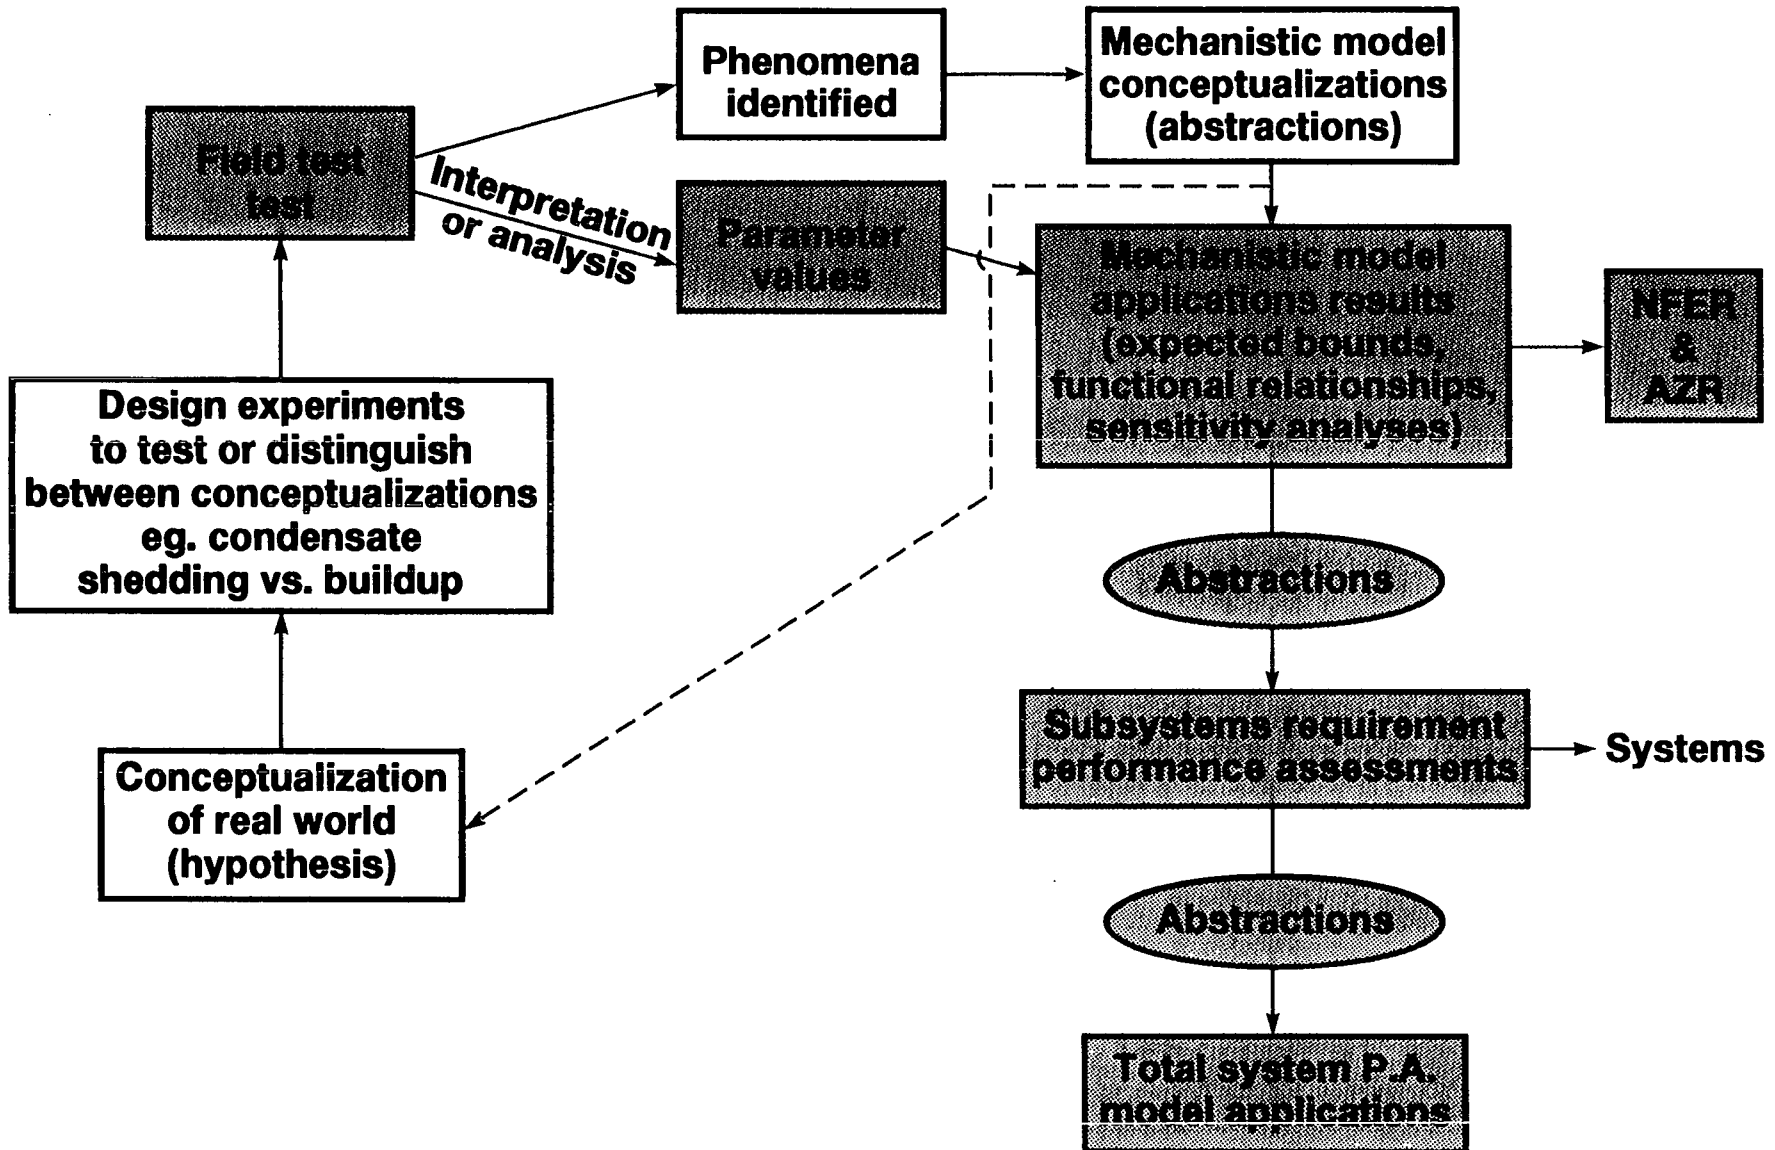 Phenomena
identified
Mechanistic model
conceptualizations
(abstractions)
Field test
test
Interpretation
or analysis
Parameter
values
Mechanistic model
applications results
(expected bounds,
functional relationships,
sensitivity analyses)
NFER
&
AZR
Design experiments
to test or distinguish
between conceptualizations
eg. condensate
shedding vs. buildup
Abstractions
Subsystems requirement
performance assessments
Systems
Conceptualization
of real world
(hypothesis)
Abstractions
Total system P.A.
model applications